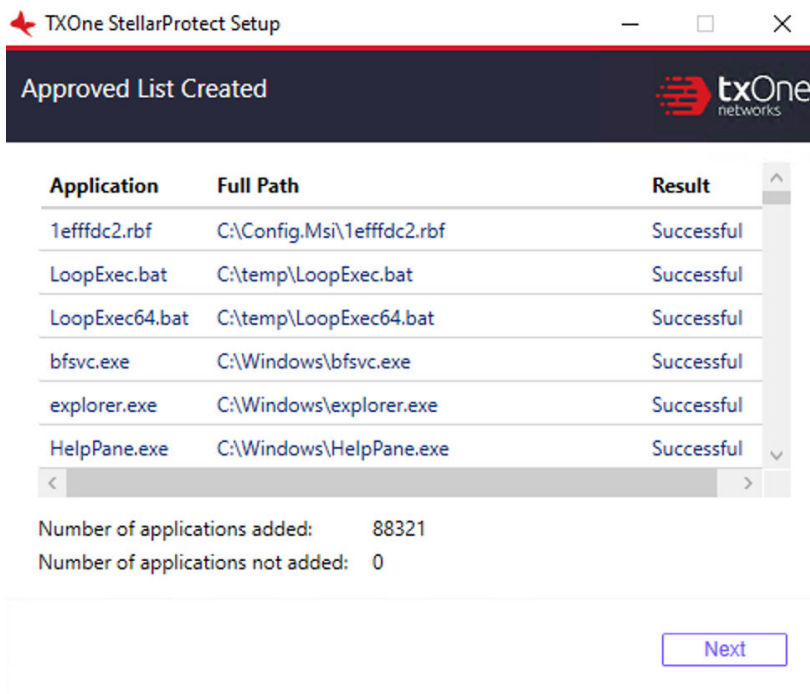 TXOne StellarProtect Setup
Approved List Created
txOne
networks
Application Full Path Result
1efffdc2.rbf C:\Config.Msi\1efffdc2.rbf Successful
LoopExec.bat C:\temp\LoopExec.bat Successful
LoopExec64.bat C:\temp\LoopExec64.bat Successful
bfsvc.exe C:\Windows\bfsvc.exe Successful
explorer.exe C:\Windows\explorer.exe Successful
HelpPane.exe C:\Windows\HelpPane.exe Successful
Number of applications added: 88321
Number of applications not added: 0
Next